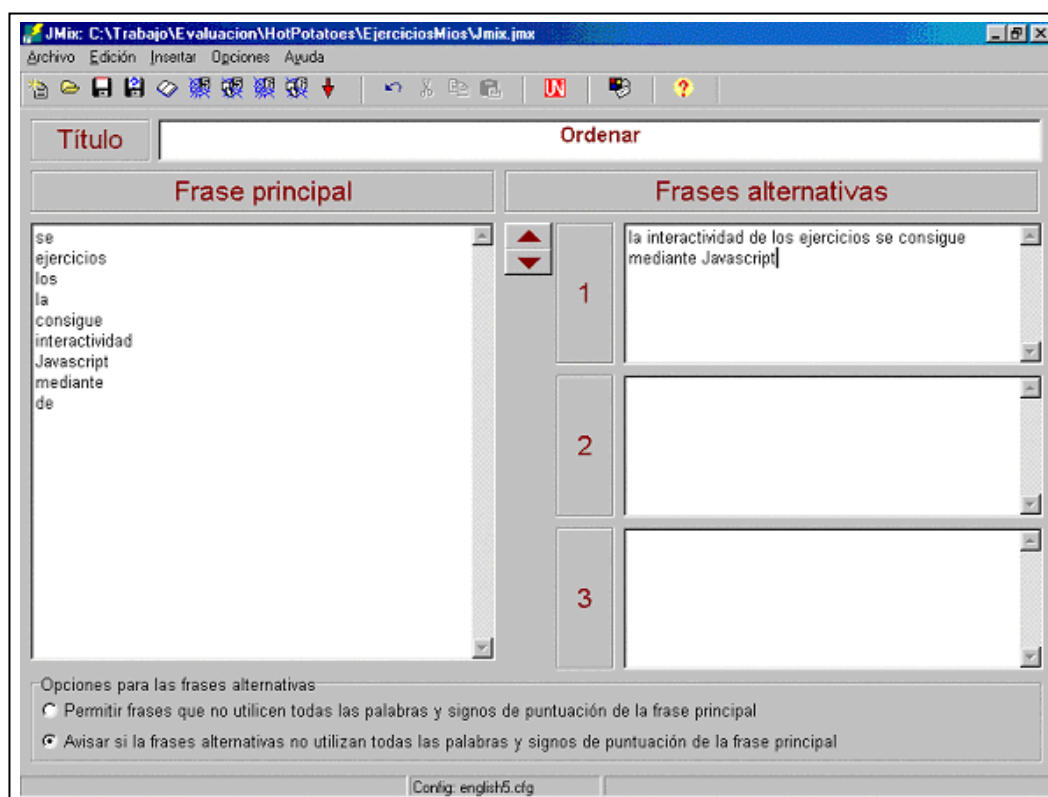 JMix: C:\Trabajo\Evaluacion\HotPotatoes\EjerciciosMios\Jmix.jmx
Archivo Edición Insertar Opciones Ayuda
Título
Ordenar
Frase principal
Frases alternativas
se
ejercicios
los
la
consigue
interactividad
Javascript
mediante
de
1
la interactividad de los ejercicios se consigue
mediante Javascript
2
3
Opciones para las frases alternativas
Permitir frases que no utilicen todas las palabras y signos de puntuación de la frase principal
Avisar si la frases alternativas no utilizan todas las palabras y signos de puntuación de la frase principal
Config: english5.cfg